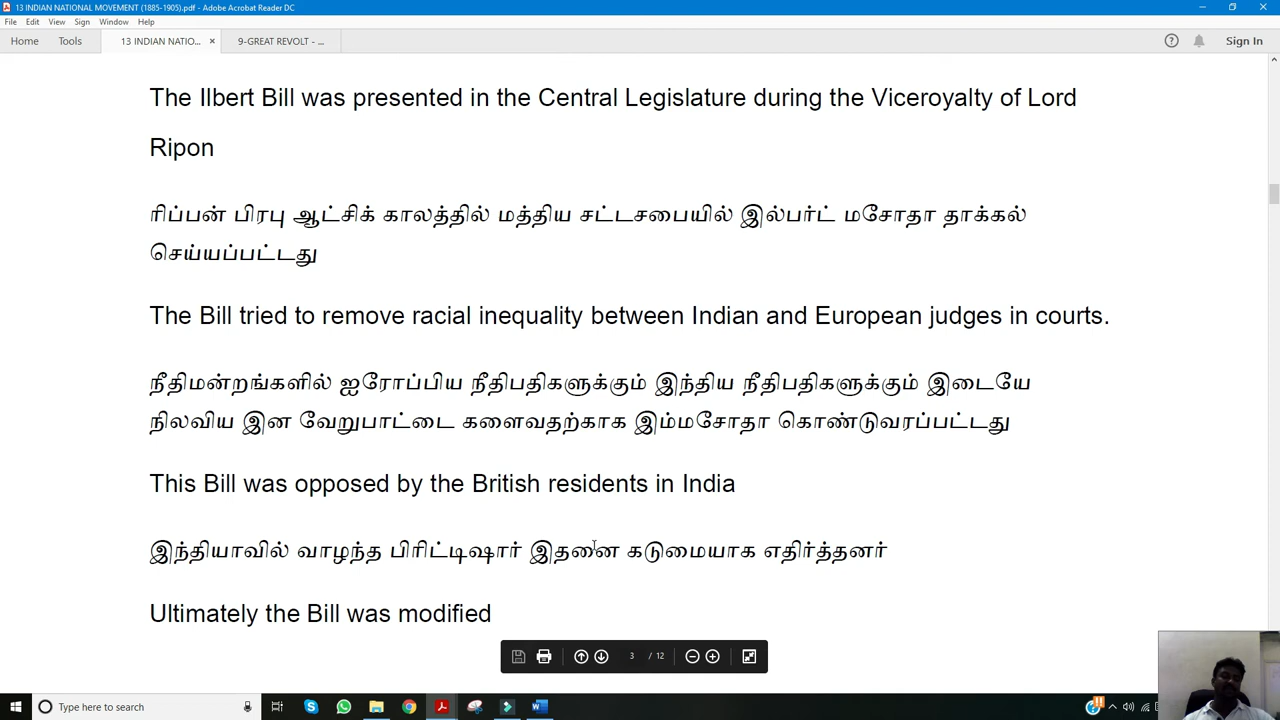 13 INDIAN NATIONAL MOVEMENT (1885-1905).pdf - Adobe Acrobat Reader DC
File Edit View Sign Window Help
Home Tools 13 INDIAN NATIO... × 9-GREAT REVOLT - ... Sign In
The Ilbert Bill was presented in the Central Legislature during the Viceroyalty of Lord
Ripon
ரிப்பன் பிரபு ஆட்சிக் காலத்தில் மத்திய சட்டசபையில் இல்பர்ட் மசோதா தாக்கல்
செய்யப்பட்டது
The Bill tried to remove racial inequality between Indian and European judges in courts.
நீதிமன்றங்களில் ஐரோப்பிய நீதிபதிகளுக்கும் இந்திய நீதிபதிகளுக்கும் இடையே
நிலவிய இன வேறுபாட்டை களைவதற்காக இம்மசோதா கொண்டுவரப்பட்டது
This Bill was opposed by the British residents in India
இந்தியாவில் வாழந்த பிரிட்டிஷார் இதனை கடுமையாக எதிர்த்தனர்
Ultimately the Bill was modified
3 / 12
Type here to search